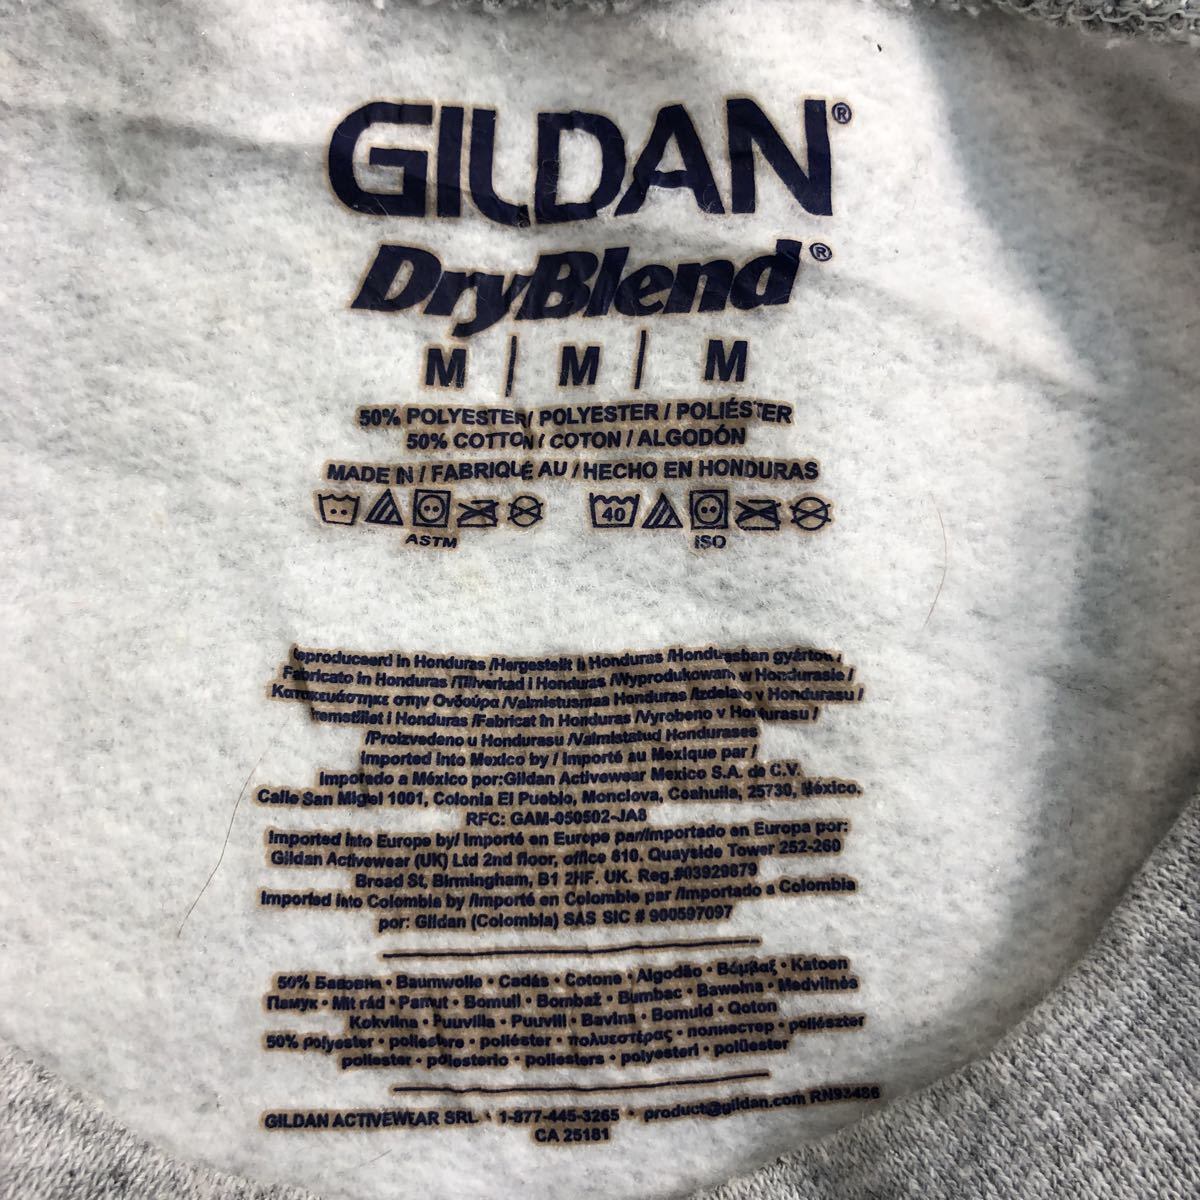 GILDAN®
DryBlend®
M | M | M
50% POLYESTER / POLYESTER / POLIÉSTER
50% COTTON / COTON / ALGODÓN
MADE IN / FABRIQUÉ AU / HECHO EN HONDURAS
40
ASTM ISO
Geproduceerd in Honduras /Hergestellt in Honduras /Hondurasban gyártott /
Fabricato in Honduras /Tillverkad i Honduras /Wyprodukowano w Hondurasie /
Κατασκευάστηκε στην Ονδούρα /Valmistusmaa Honduras /Izdelano v Hondurasu /
Fremstillet i Honduras /Fabricat în Honduras /Vyrobeno v Hondurasu /
/Proizvedeno u Hondurasu /Valmistatud Hondurases
Imported into Mexico by / Importé au Mexique par /
Importado a México por:Gildan Activewear Mexico S.A. de C.V.
Calle San Migel 1001, Colonia El Pueblo, Monclova, Coahuila, 25730, México.
RFC: GAM-050502-JA8
Imported into Europe by/ Importé en Europe par/Importado en Europa por:
Gildan Activewear (UK) Ltd 2nd floor, office 610. Quayside Tower 252-260
Broad St, Birmingham, B1 2HF. UK. Reg.#03929879
Imported into Colombia by /Importé en Colombie par /Importado a Colombia
por: Gildan (Colombia) SAS SIC # 900597097
50% Бавовна • Baumwolle • Cadás • Cotone • Algodão • Βάμβαξ • Katoen
Памук • Mit rád • Pamut • Bomull • Bombaž • Bumbac • Bawełna • Medvilnės
Kokvilna • Puuvilla • Puuvill • Bavlna • Bomuld • Qoton
50% polyester • poliestere • poliéster • πολυεστέρας • полиестер • poliészter
poliester • polesterio • poliesters • polyesteri • polüester
GILDAN ACTIVEWEAR SRL • 1-877-445-3265 • product@gildan.com RN93486
CA 25181